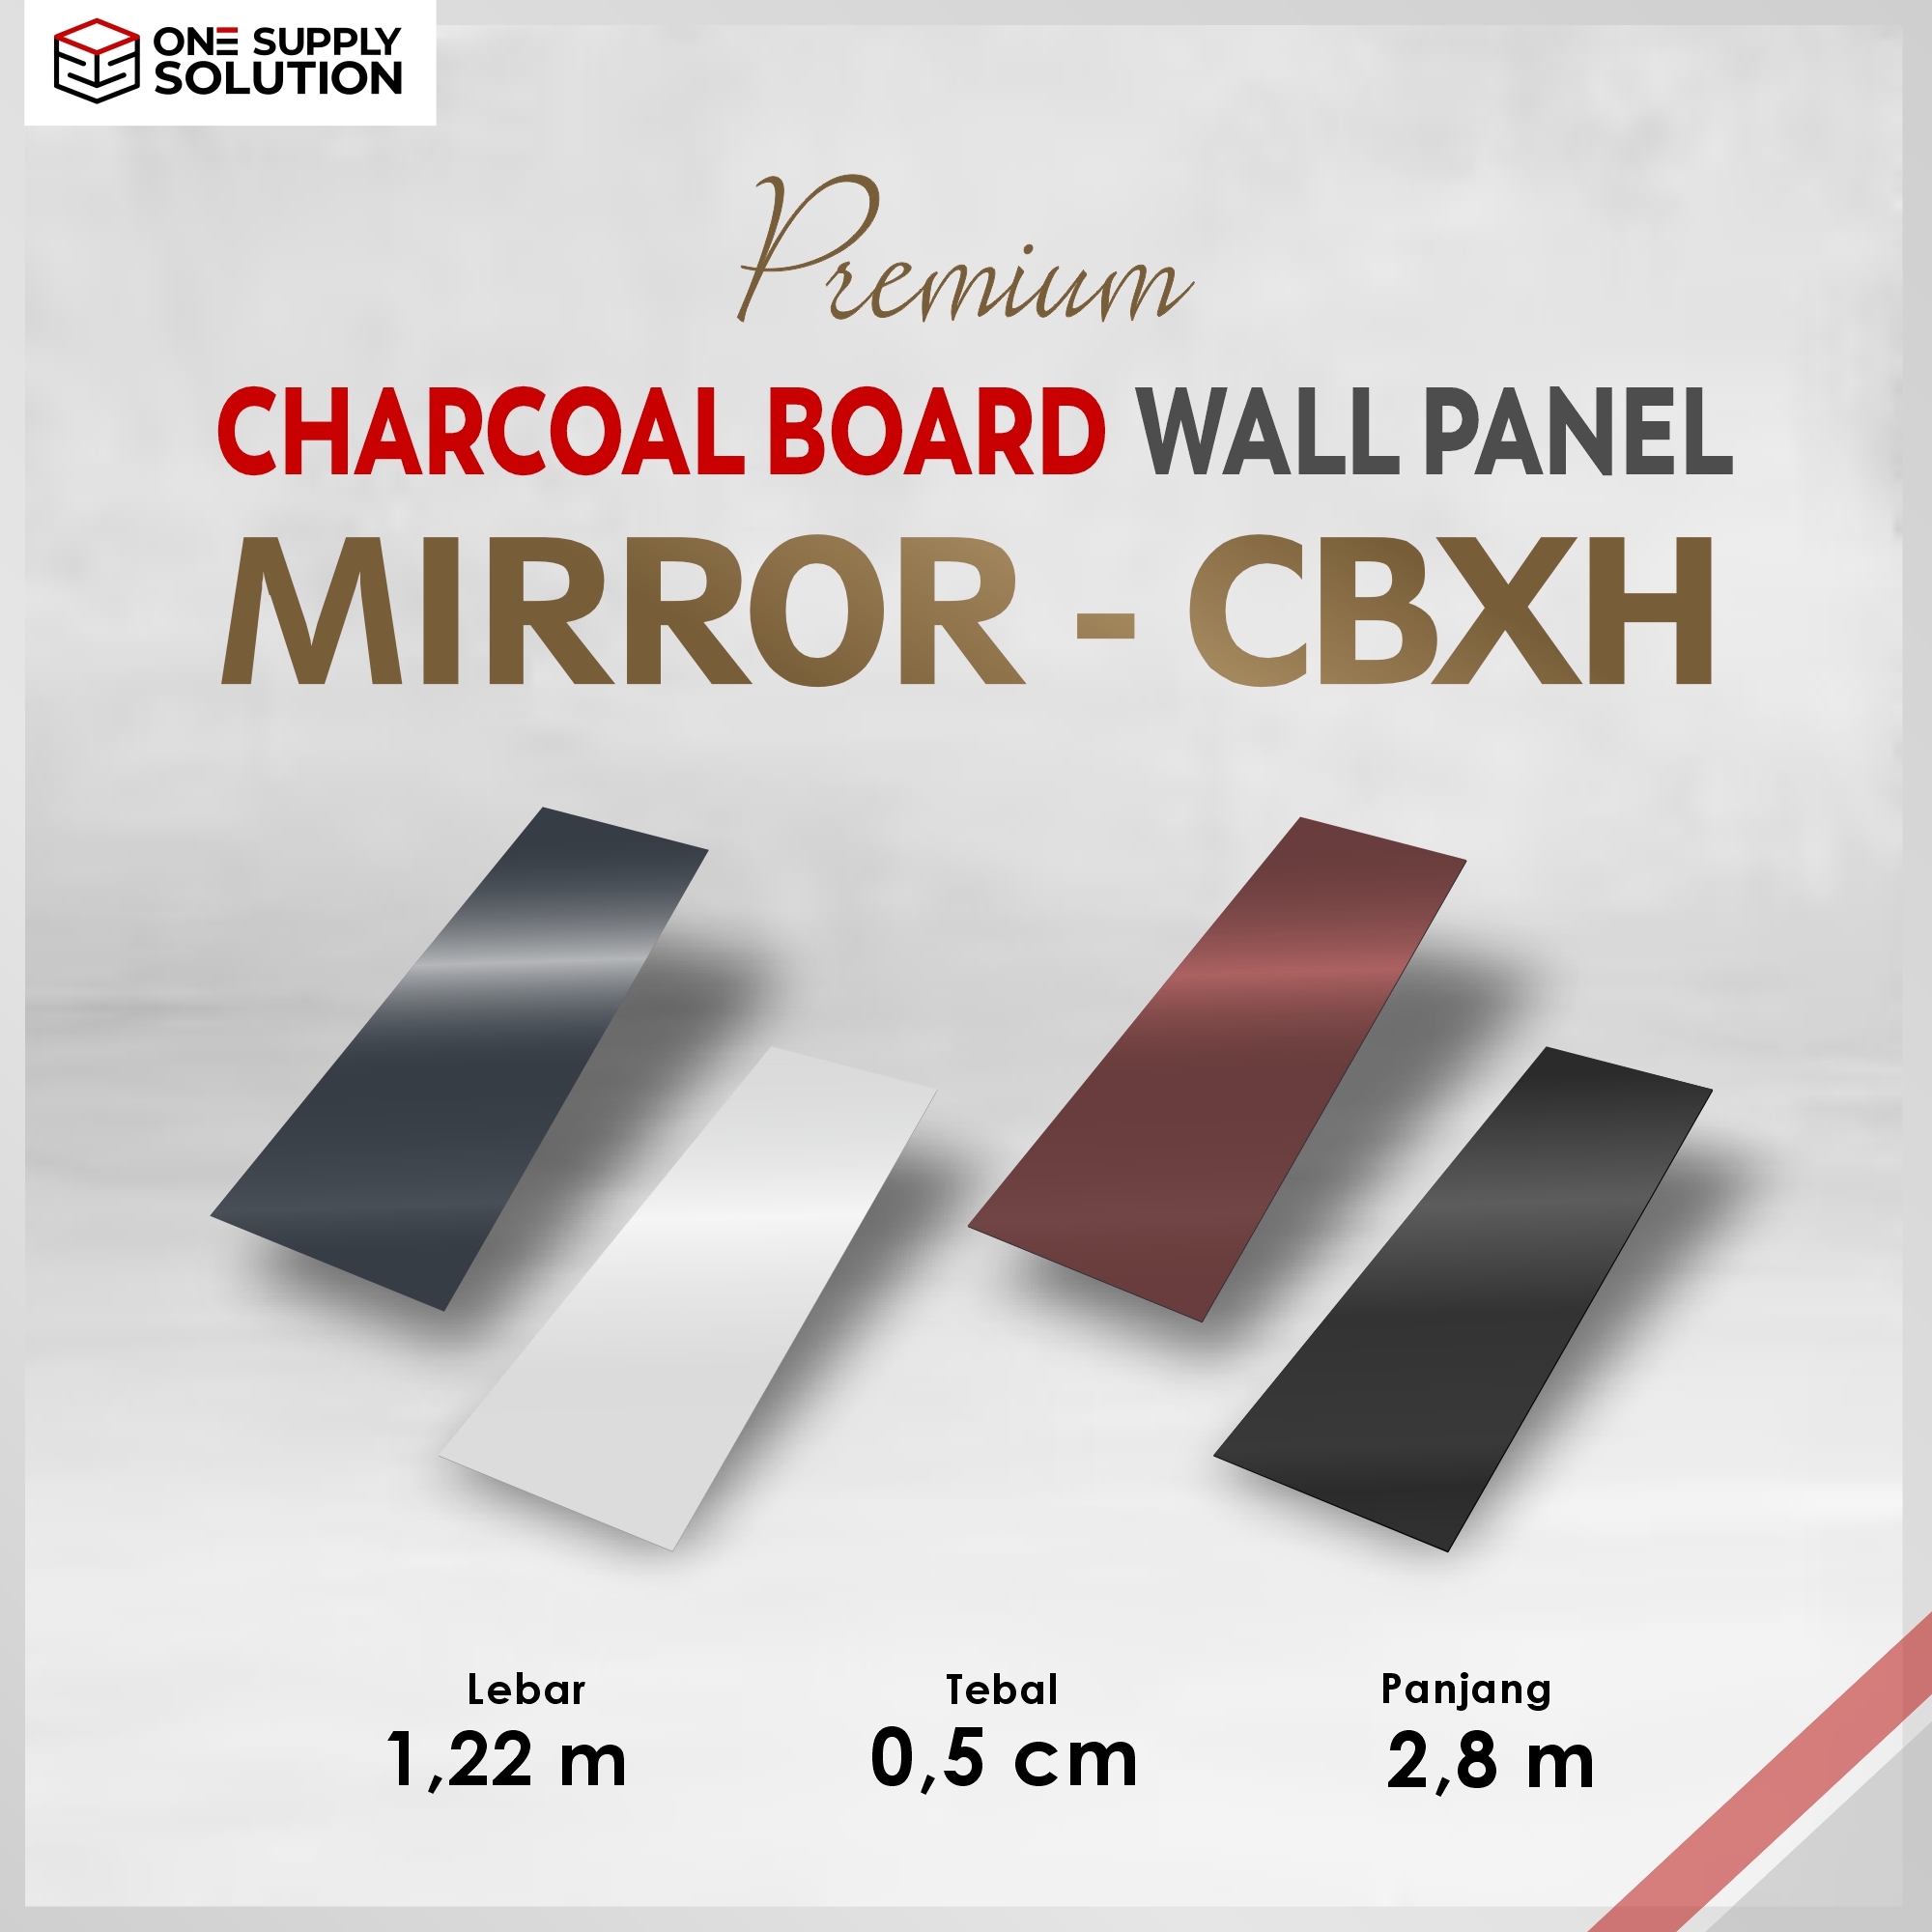 ONE SUPPLY
SOLUTION
Premium
CHARCOAL BOARD WALL PANEL
MIRROR - CBXH
Lebar Tebal Panjang
1,22 m 0,5 cm 2,8 m